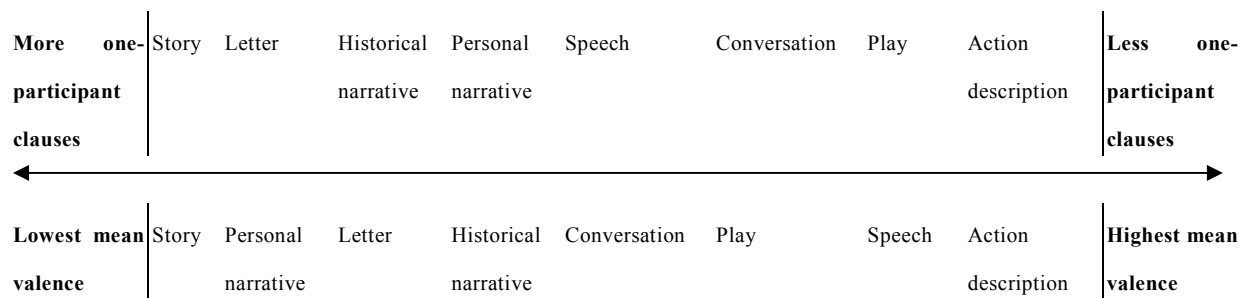 More one- Story Letter Historical Personal Speech Conversation Play Action Less one-
participant narrative narrative description participant
clauses clauses
Lowest mean Story Personal Letter Historical Conversation Play Speech Action Highest mean
valence narrative narrative description valence